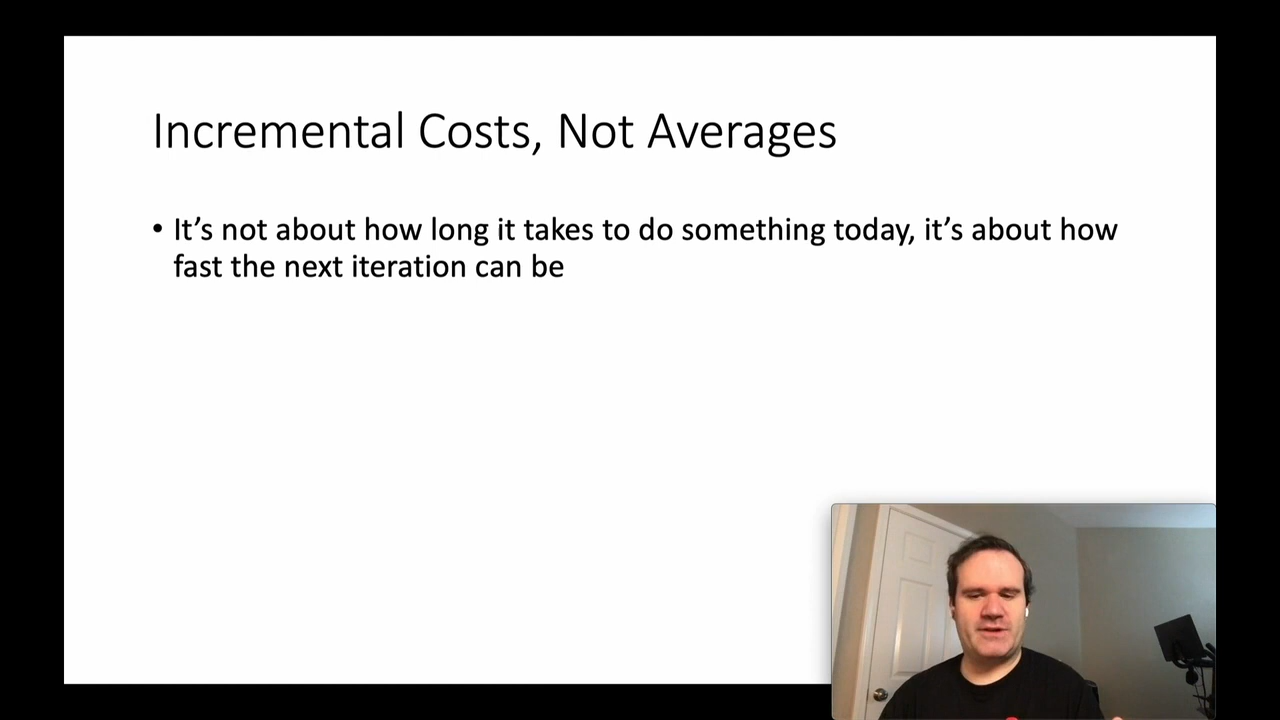 Incremental Costs, Not Averages
• It’s not about how long it takes to do something today, it’s about how
fast the next iteration can be